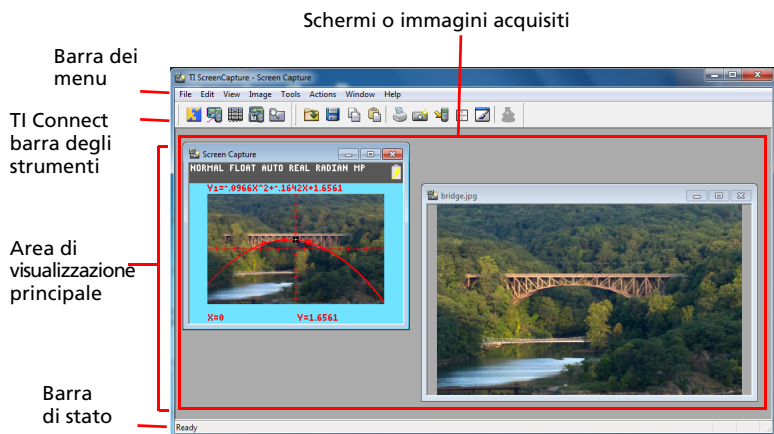 Schermi o immagini acquisiti
Barra dei
menu
TI ScreenCapture - Screen Capture
File Edit View Image Tools Actions Window Help
TI Connect
barra degli
strumenti
Screen Capture
NORMAL FLOAT AUTO REAL RADIAN MP
Y1=-.0966X^2+-.1642X+1.6561
bridge.jpg
Area di
visualizzazione
principale
X=0 Y=1.6561
Barra
di stato
Ready